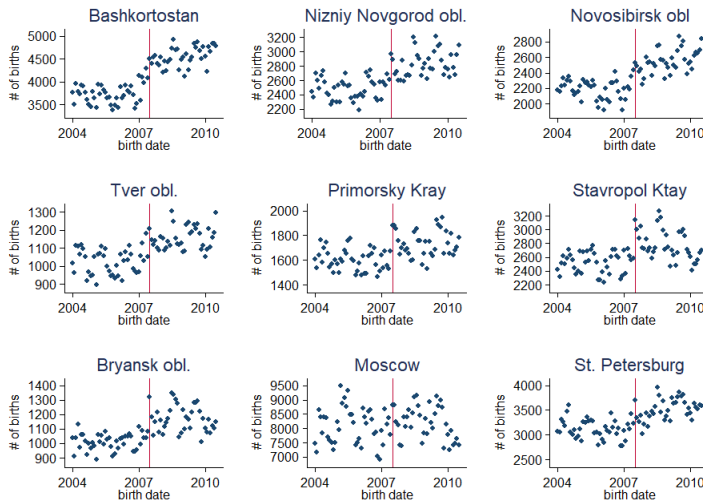 Bashkortostan
# of births
5000
4500
4000
3500
2004 2007 2010
birth date
Nizniy Novgorod obl.
# of births
3200
3000
2800
2600
2400
2200
2004 2007 2010
birth date
Novosibirsk obl
# of births
2800
2600
2400
2200
2000
2004 2007 2010
birth date
Tver obl.
# of births
1300
1200
1100
1000
900
2004 2007 2010
birth date
Primorsky Kray
# of births
2000
1800
1600
1400
2004 2007 2010
birth date
Stavropol Ktay
# of births
3200
3000
2800
2600
2400
2200
2004 2007 2010
birth date
Bryansk obl.
# of births
1400
1300
1200
1100
1000
900
2004 2007 2010
birth date
Moscow
# of births
9500
9000
8500
8000
7500
7000
2004 2007 2010
birth date
St. Petersburg
# of births
4000
3500
3000
2500
2004 2007 2010
birth date